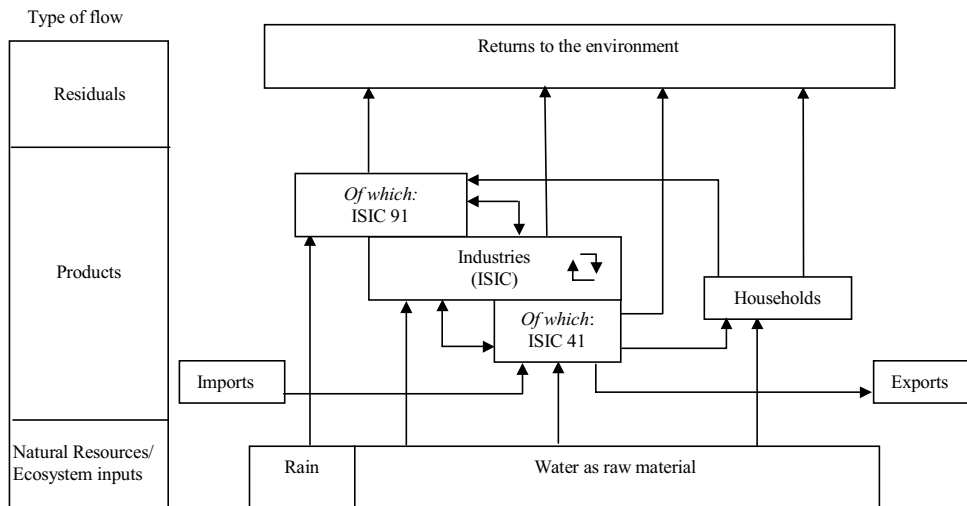 Type of flow
Returns to the environment
Residuals
Of which:
ISIC 91
Industries
(ISIC)
Products
Households
Of which:
ISIC 41
Imports
Exports
Natural Resources/
Ecosystem inputs
Rain
Water as raw material